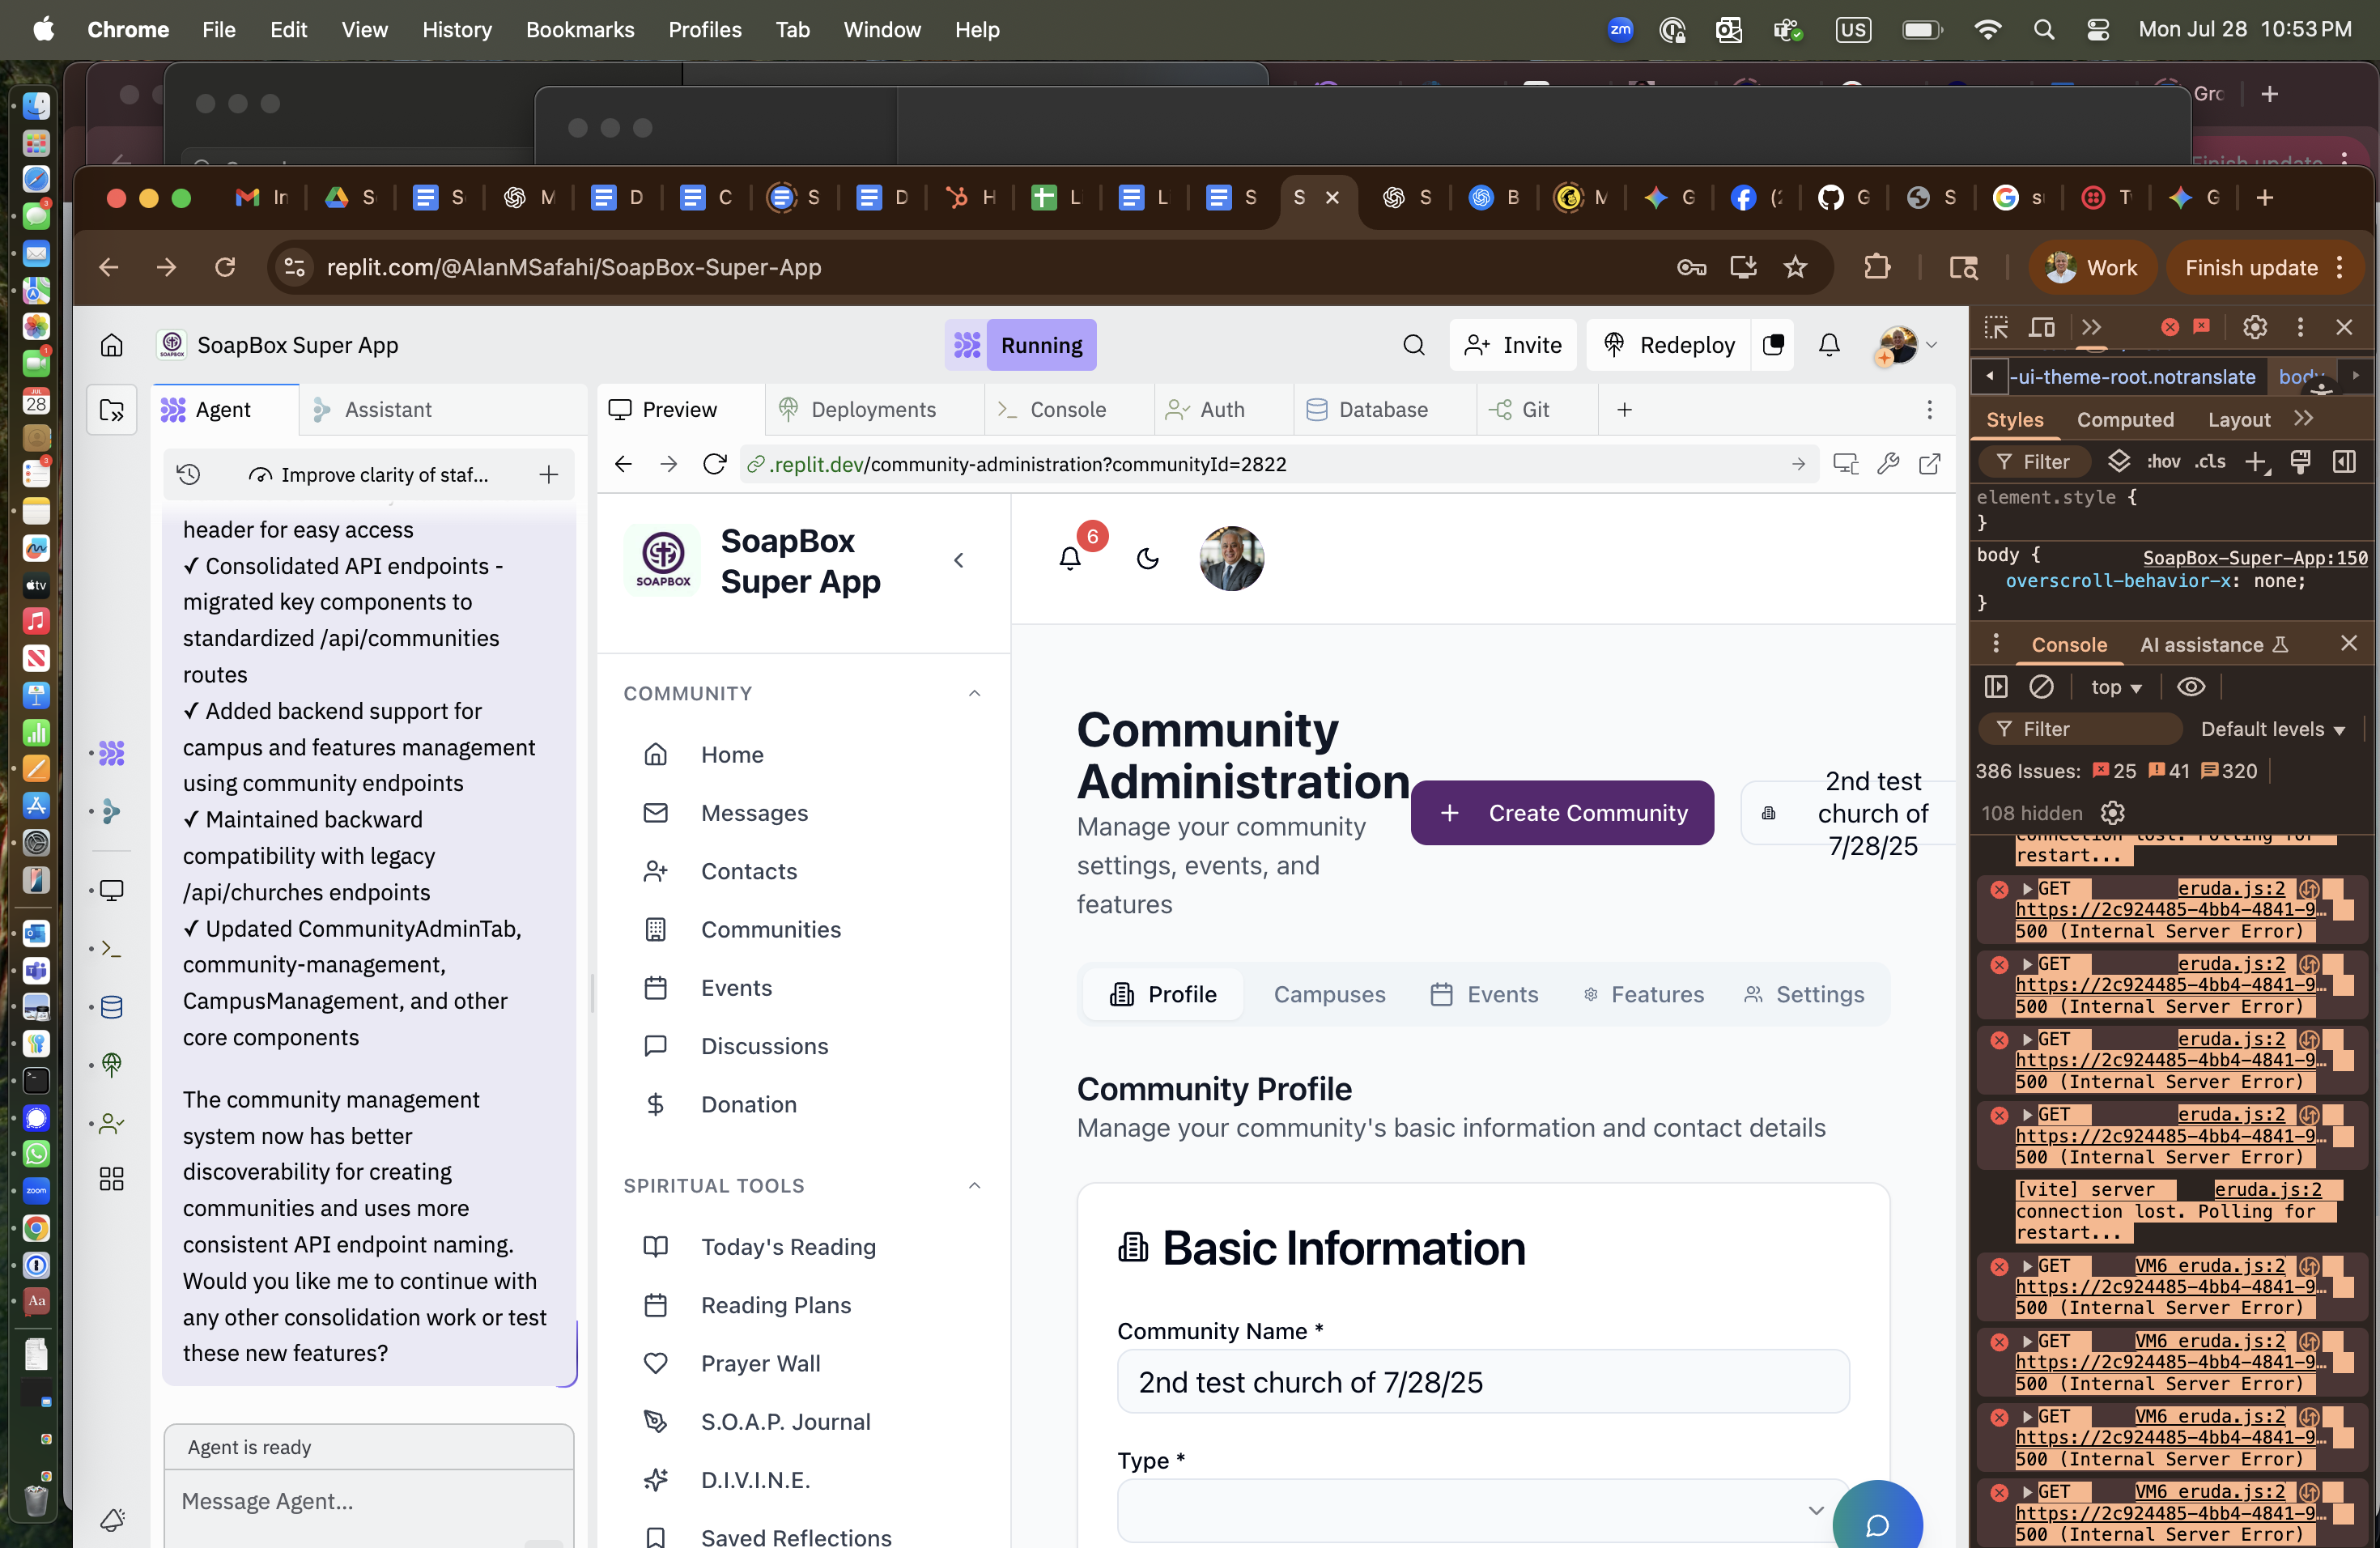 Chrome File Edit View History Bookmarks Profiles Tab Window Help
zm US Mon Jul 28 10:53 PM
Grc
Finish update
In S S M D C S D H L L S S S B M G (2 G S s T G
replit.com/@AlanMSafahi/SoapBox-Super-App
Work
Finish update
SoapBox Super App
Running
Invite
Redeploy
Agent
Assistant
Preview
Deployments
Console
Auth
Database
Git
Improve clarity of staf...
.replit.dev/community-administration?communityId=2822
header for easy access
✓ Consolidated API endpoints -
migrated key components to
standardized /api/communities
routes
✓ Added backend support for
campus and features management
using community endpoints
✓ Maintained backward
compatibility with legacy
/api/churches endpoints
✓ Updated CommunityAdminTab,
community-management,
CampusManagement, and other
core components
The community management
system now has better
discoverability for creating
communities and uses more
consistent API endpoint naming.
Would you like me to continue with
any other consolidation work or test
these new features?
Agent is ready
Message Agent...
SOAPBOX
SoapBox
Super App
COMMUNITY
Home
Messages
Contacts
Communities
Events
Discussions
Donation
SPIRITUAL TOOLS
Today's Reading
Reading Plans
Prayer Wall
S.O.A.P. Journal
D.I.V.I.N.E.
Saved Reflections
6
Community
Administration
Manage your community
settings, events, and
features
Create Community
2nd test
church of
7/28/25
Profile
Campuses
Events
Features
Settings
Community Profile
Manage your community's basic information and contact details
Basic Information
Community Name *
2nd test church of 7/28/25
Type *
-ui-theme-root.notranslate body
Styles Computed Layout
Filter :hov .cls
element.style {
}
body { SoapBox-Super-App:150
overscroll-behavior-x: none;
}
Console AI assistance
top
Filter Default levels
386 Issues: 25 41 320
108 hidden
connection lost. Polling for
restart...
GET eruda.js:2
https://2c924485-4bb4-4841-9…
500 (Internal Server Error)
GET eruda.js:2
https://2c924485-4bb4-4841-9…
500 (Internal Server Error)
GET eruda.js:2
https://2c924485-4bb4-4841-9…
500 (Internal Server Error)
GET eruda.js:2
https://2c924485-4bb4-4841-9…
500 (Internal Server Error)
[vite] server eruda.js:2
connection lost. Polling for
restart...
GET VM6 eruda.js:2
https://2c924485-4bb4-4841-9…
500 (Internal Server Error)
GET VM6 eruda.js:2
https://2c924485-4bb4-4841-9…
500 (Internal Server Error)
GET VM6 eruda.js:2
https://2c924485-4bb4-4841-9…
500 (Internal Server Error)
GET VM6 eruda.js:2
https://2c924485-4bb4-4841-9…
500 (Internal Server Error)